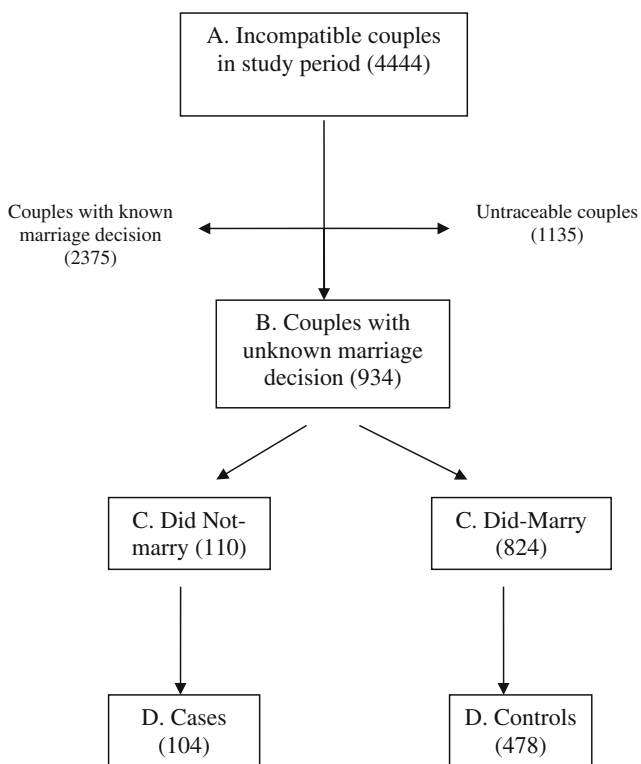 A. Incompatible couples
in study period (4444)
Couples with known
marriage decision
(2375)
Untraceable couples
(1135)
B. Couples with
unknown marriage
decision (934)
C. Did Not-
marry (110)
C. Did-Marry
(824)
D. Cases
(104)
D. Controls
(478)